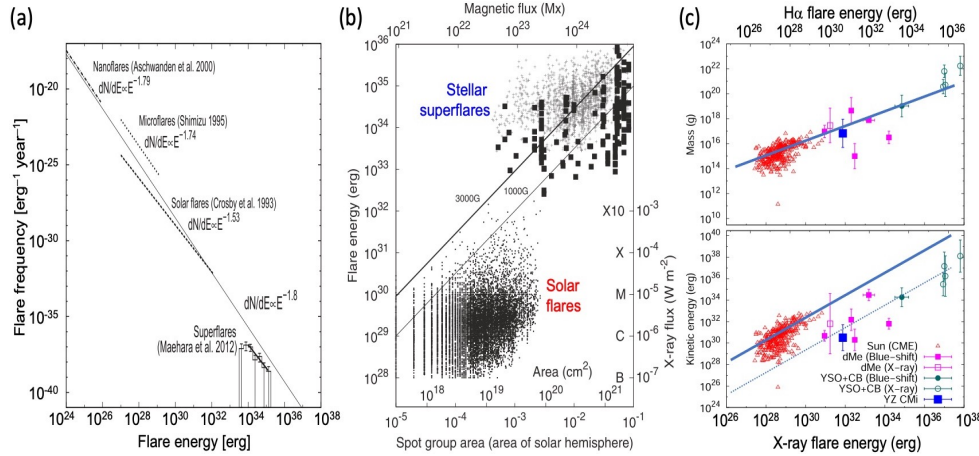 (a)
Nanoflares (Aschwanden et al. 2000)
dN/dE∝E^-1.79
Microflares (Shimizu 1995)
dN/dE∝E^-1.74
Solar flares (Crosby et al. 1993)
dN/dE∝E^-1.53
dN/dE∝E^-1.8
Superflares
(Maehara et al. 2012)
Flare frequency [erg^-1 year^-1]
10^-20
10^-25
10^-30
10^-35
10^-40
10^24 10^26 10^28 10^30 10^32 10^34 10^36 10^38
Flare energy [erg]
(b)
Magnetic flux (Mx)
10^21 10^22 10^23 10^24
Stellar
superflares
3000G
1000G
Solar
flares
Flare energy (erg)
10^36
10^35
10^34
10^33
10^32
10^31
10^30
10^29
10^28
X10 10^-3
X 10^-4
M 10^-5
C 10^-6
B 10^-7
X-ray flux (W m^-2)
Area (cm^2)
10^18 10^19 10^20 10^21
10^-5 10^-4 10^-3 10^-2 10^-1
Spot group area (area of solar hemisphere)
(c)
Hα flare energy (erg)
10^26 10^28 10^30 10^32 10^34 10^36
Mass (g)
10^24
10^22
10^20
10^18
10^16
10^14
10^12
10^10
Kinetic energy (erg)
10^40
10^38
10^36
10^34
10^32
10^30
10^28
10^26
10^24
Sun (CME)
dMe (Blue-shift)
dMe (X-ray)
YSO+CB (Blue-shift)
YSO+CB (X-ray)
YZ CMi
10^26 10^28 10^30 10^32 10^34 10^36 10^38
X-ray flare energy (erg)